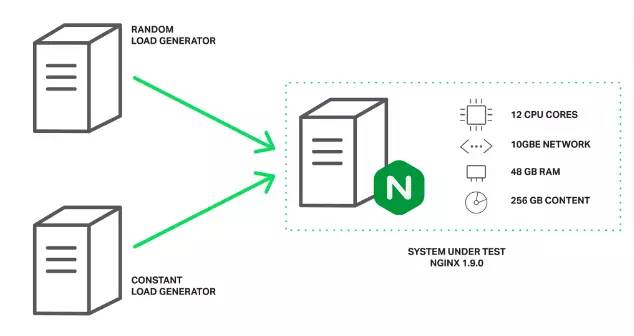 RANDOM
LOAD GENERATOR
12 CPU CORES
10GBE NETWORK
48 GB RAM
256 GB CONTENT
N
SYSTEM UNDER TEST
NGINX 1.9.0
CONSTANT
LOAD GENERATOR